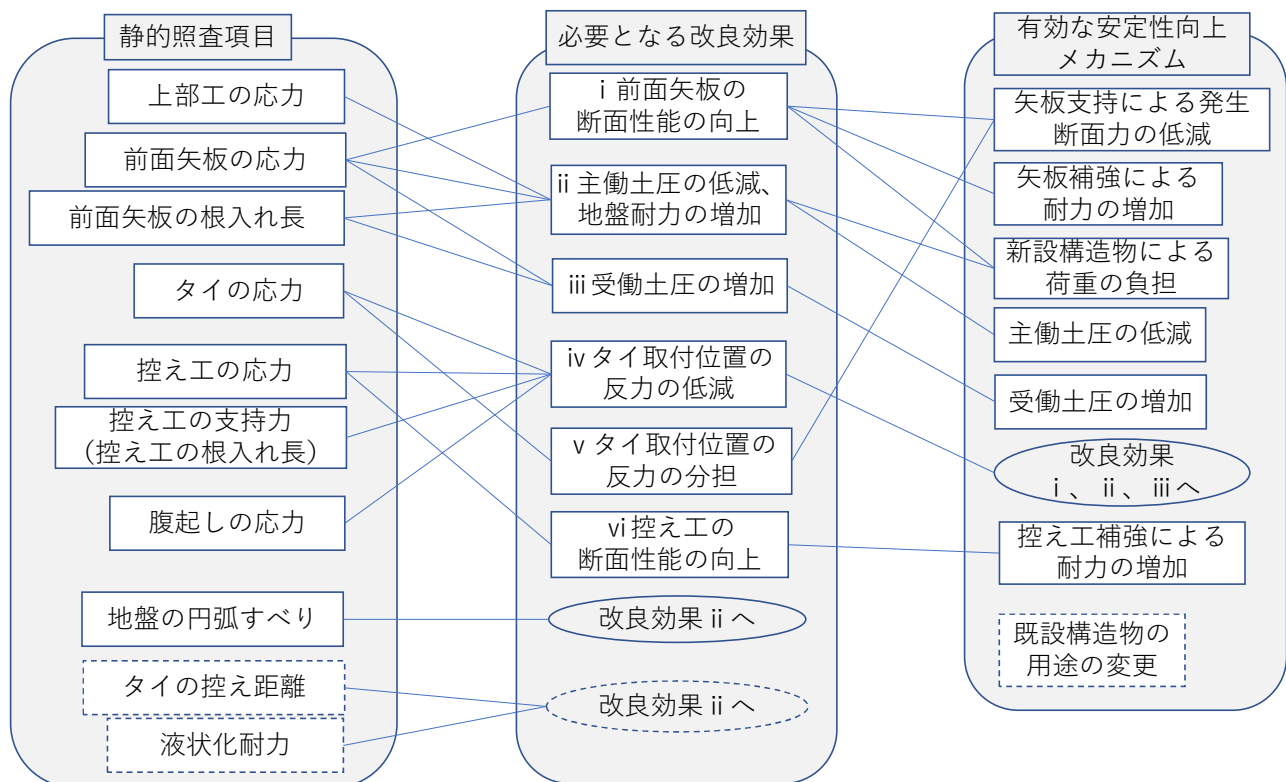 静的照査項目
上部工の応力
前面矢板の応力
前面矢板の根入れ長
タイの応力
控え工の応力
控え工の支持力
(控え工の根入れ長)
腹起しの応力
地盤の円弧すべり
タイの控え距離
液状化耐力
必要となる改良効果
ⅰ前面矢板の
断面性能の向上
ⅱ主働土圧の低減、
地盤耐力の増加
ⅲ受働土圧の増加
ⅳタイ取付位置の
反力の低減
ⅴタイ取付位置の
反力の分担
ⅵ控え工の
断面性能の向上
改良効果ⅱへ
改良効果ⅱへ
有効な安定性向上
メカニズム
矢板支持による発生
断面力の低減
矢板補強による
耐力の増加
新設構造物による
荷重の負担
主働土圧の低減
受働土圧の増加
改良効果
ⅰ、ⅱ、ⅲへ
控え工補強による
耐力の増加
既設構造物の
用途の変更